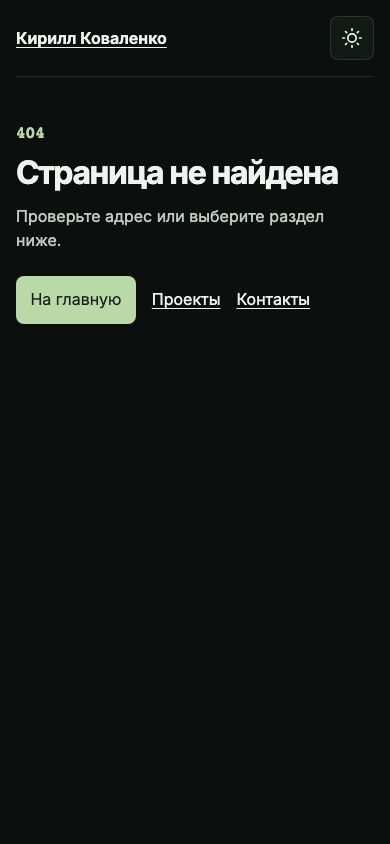 Кирилл Коваленко
404
Страница не найдена
Проверьте адрес или выберите раздел
ниже.
На главную Проекты Контакты